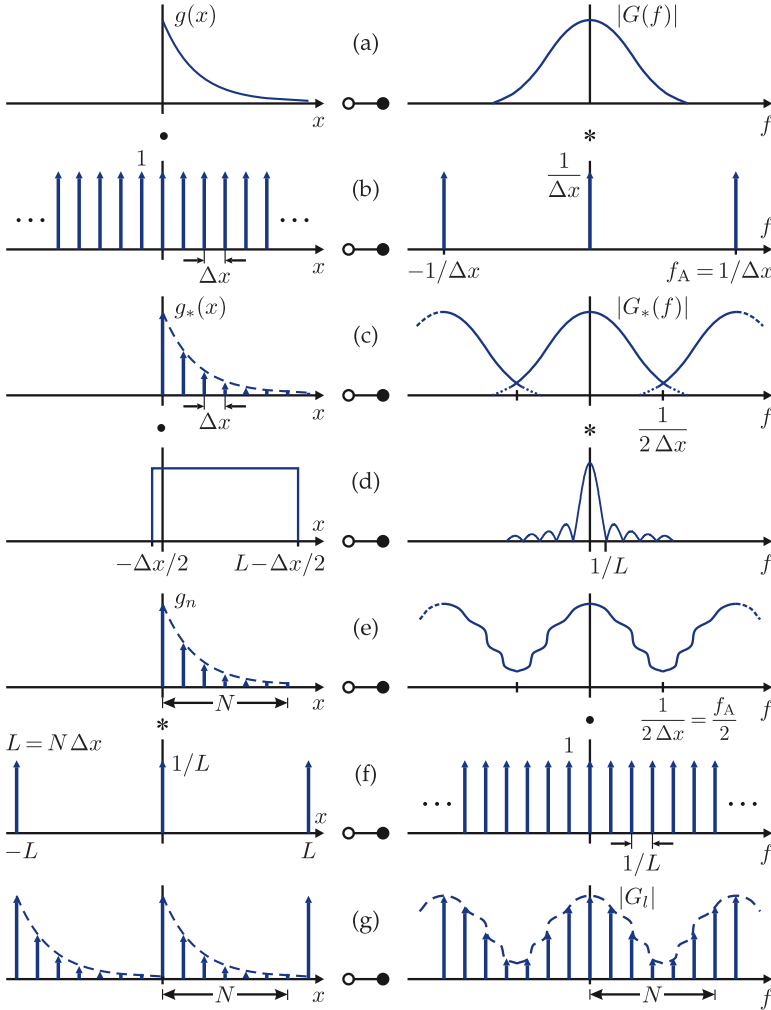 g(x) (a) |G(f)|
x f
• *
1 (b) 1/Δx
... ... f
Δx x −1/Δx f_A = 1/Δx
g_*(x) (c) |G_*(f)|
Δx x 1/(2 Δx) f
• *
(d)
x
−Δx/2 L−Δx/2 1/L f
g_n (e)
N x f
* • 1/(2 Δx) = f_A/2
L = N Δx 1/L (f) 1
x ... ...
−L L 1/L f
(g) |G_l|
N x N f